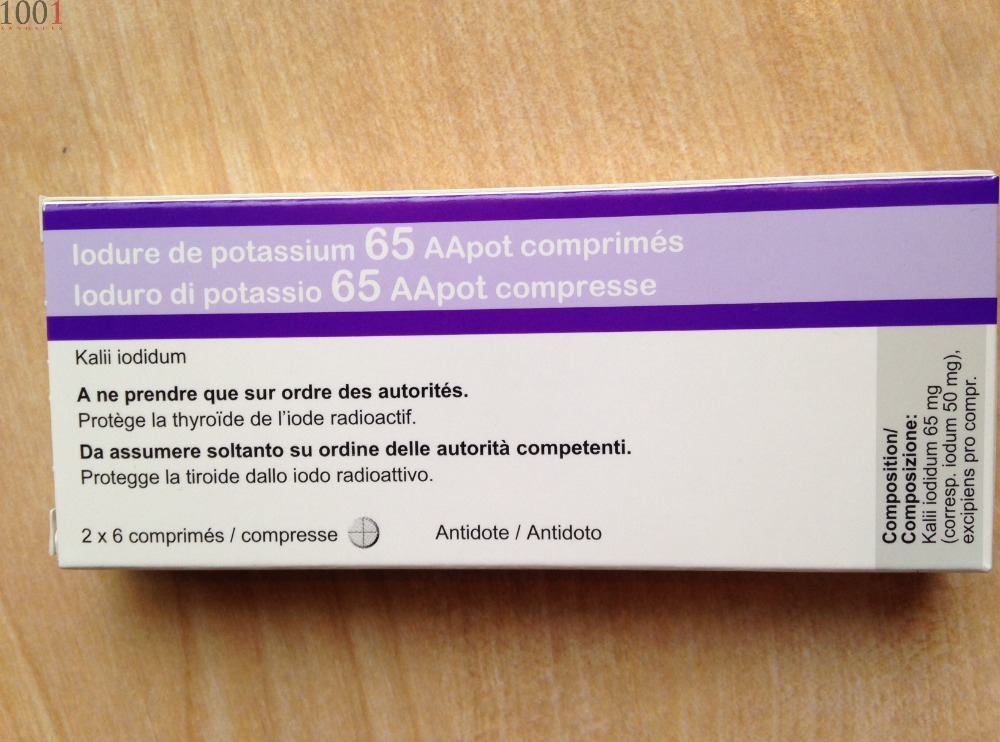 1001
Iodure de potassium 65 AApot comprimés
Ioduro di potassio 65 AApot compresse
Kalii iodidum
A ne prendre que sur ordre des autorités.
Protège la thyroïde de l'iode radioactif.
Da assumere soltanto su ordine delle autorità competenti.
Protegge la tiroide dallo iodo radioattivo.
2 x 6 comprimés / compresse
Antidote / Antidoto
Composition/
Composizione:
Kalii iodidum 65 mg
(corresp. iodum 50 mg),
excipiens pro compr.